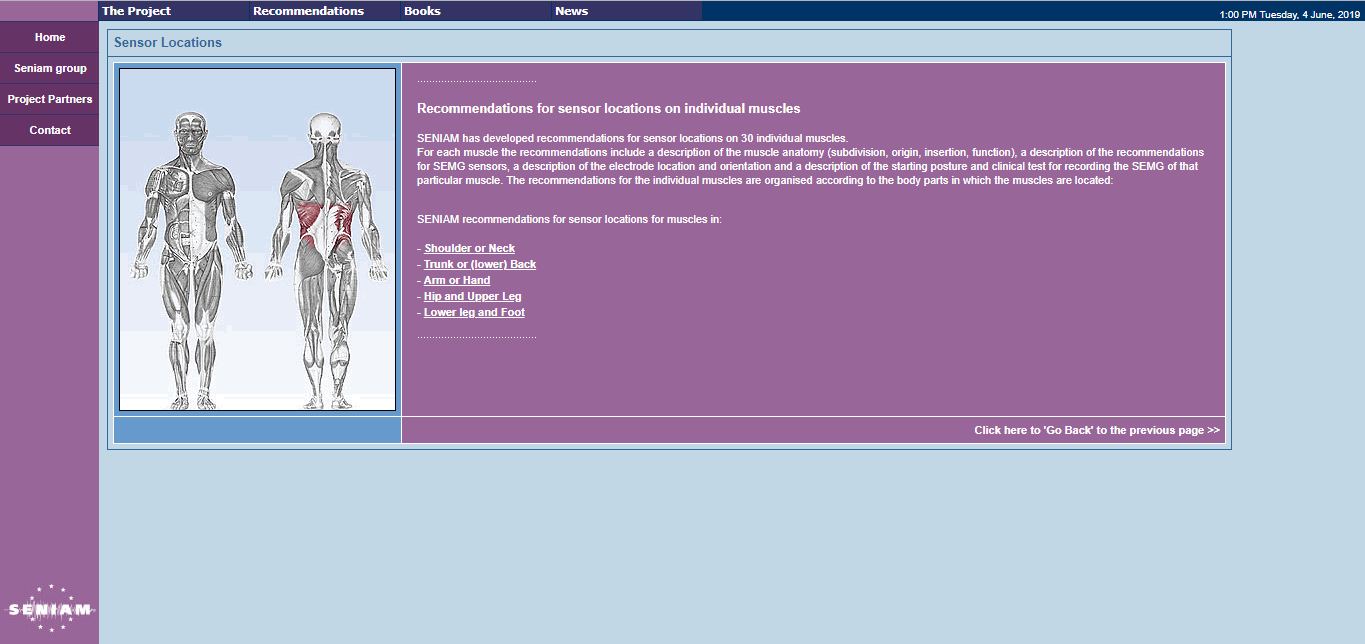 The Project
Recommendations
Books
News
1:00 PM Tuesday, 4 June, 2019
Home
Seniam group
Project Partners
Contact
Sensor Locations
........................................
Recommendations for sensor locations on individual muscles
SENIAM has developed recommendations for sensor locations on 30 individual muscles.
For each muscle the recommendations include a description of the muscle anatomy (subdivision, origin, insertion, function), a description of the recommendations
for SEMG sensors, a description of the electrode location and orientation and a description of the starting posture and clinical test for recording the SEMG of that
particular muscle. The recommendations for the individual muscles are organised according to the body parts in which the muscles are located:
SENIAM recommendations for sensor locations for muscles in:
- Shoulder or Neck
- Trunk or (lower) Back
- Arm or Hand
- Hip and Upper Leg
- Lower leg and Foot
........................................
Click here to 'Go Back' to the previous page >>
SENIAM